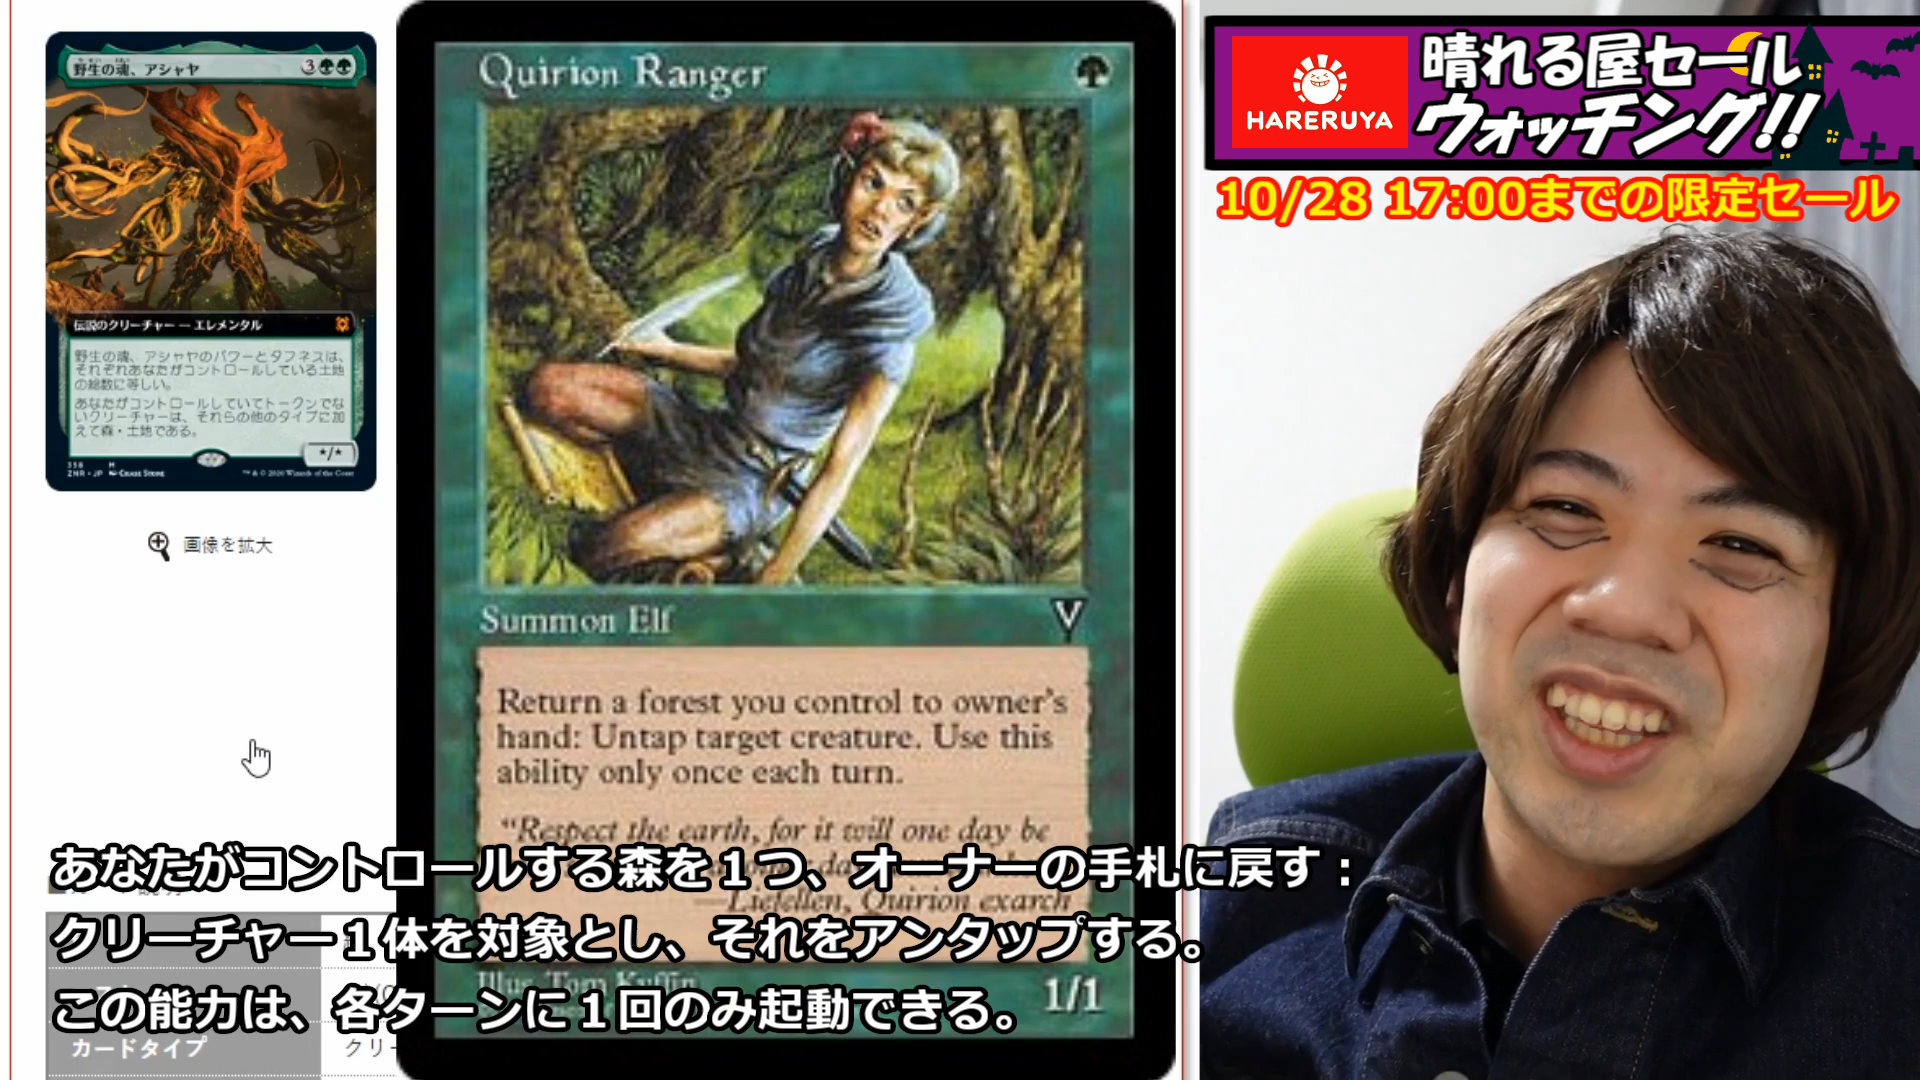 野生の魂、アシャヤ
3
伝説のクリーチャー ― エレメンタル
野生の魂、アシャヤのパワーとタフネスは、
それぞれあなたがコントロールしている土地
の総数に等しい。
あなたがコントロールしていてトークンでな
いクリーチャーは、それらの他のタイプに加
えて森・土地である。
*/*
ZNR • JP
™ & © 2020 Wizards of the Coast
画像を拡大
Quirion Ranger
Summon Elf
V
Return a forest you control to owner's
hand: Untap target creature. Use this
ability only once each turn.
"Respect the earth, for it will one day be
—Liefellen, Quirion exarch
1/1
HARERUYA
晴れる屋セール
ウォッチング!!
10/28 17:00までの限定セール
あなたがコントロールする森を１つ、オーナーの手札に戻す：
クリーチャー１体を対象とし、それをアンタップする。
この能力は、各ターンに１回のみ起動できる。
カードタイプ
クリー